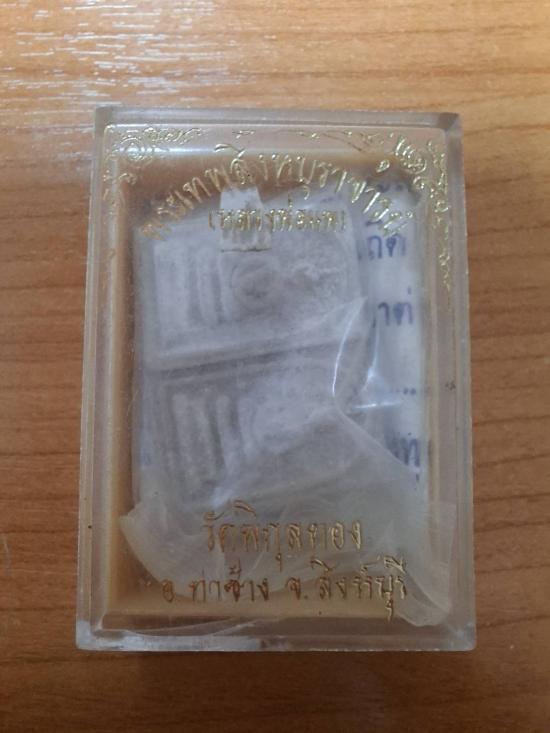 พระเทพสิงหบุราจารย์
(หลวงพ่อแพ)
วัดพิกุลทอง
อ.ท่าช้าง จ.สิงห์บุรี